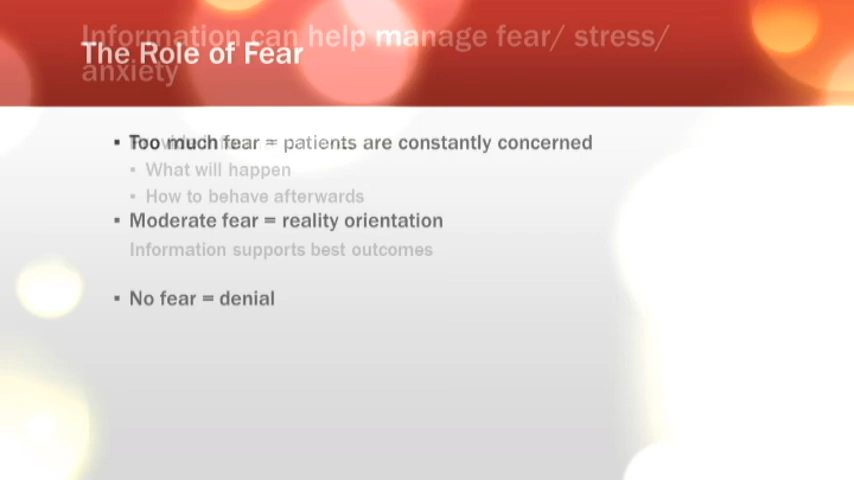 Information can help manage fear/ stress/
The Role of Fear
anxiety
▪ Too much fear = patients are constantly concerned
▪ What will happen
▪ How to behave afterwards
▪ Moderate fear = reality orientation
Information supports best outcomes
▪ No fear = denial